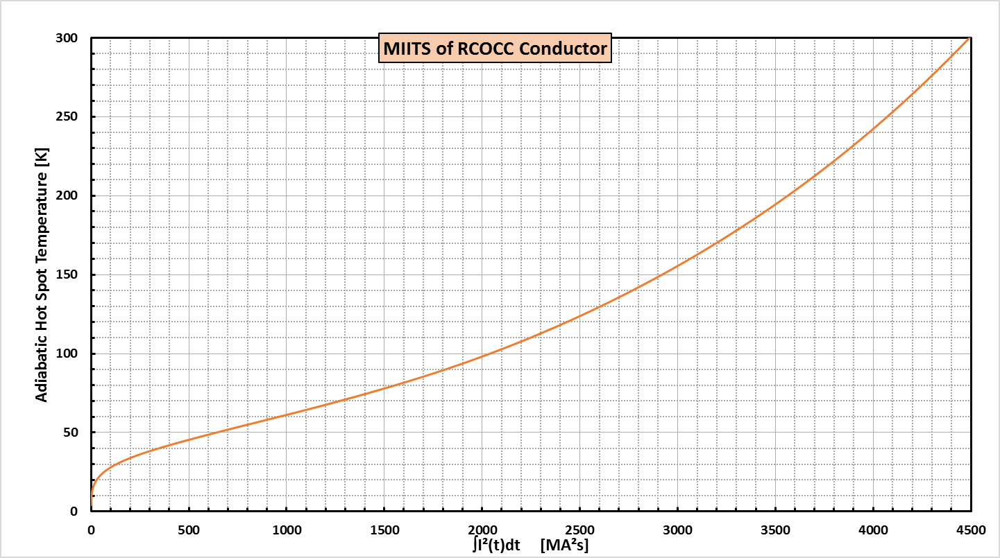 MIITS of RCOCC Conductor
300
250
200
150
100
50
0
Adiabatic Hot Spot Temperature [K]
0 500 1000 1500 2000 2500 3000 3500 4000 4500
∫I²(t)dt [MA²s]